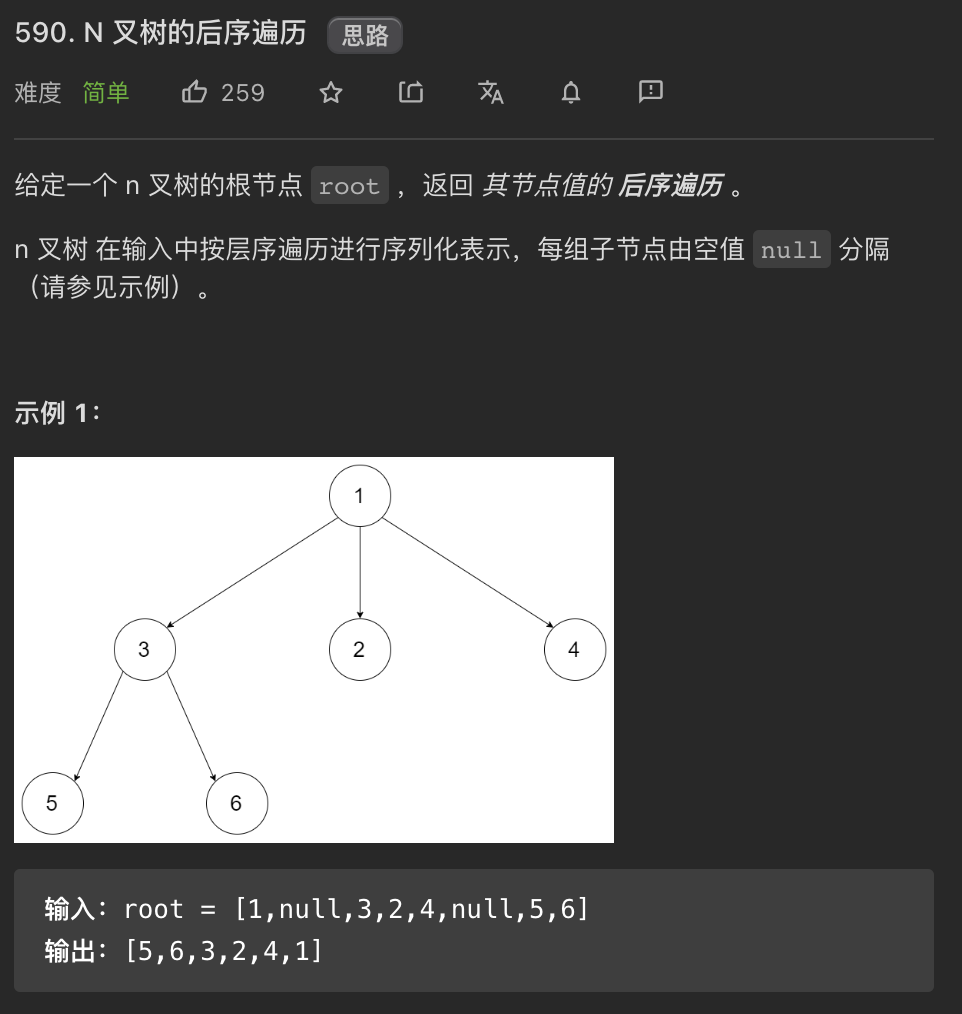 590. N 叉树的后序遍历 思路
难度 简单 259
给定一个 n 叉树的根节点 root ，返回 其节点值的 后序遍历 。
n 叉树 在输入中按层序遍历进行序列化表示，每组子节点由空值 null 分隔
（请参见示例）。
示例 1：
1
3 2 4
5 6
输入：root = [1,null,3,2,4,null,5,6]
输出：[5,6,3,2,4,1]